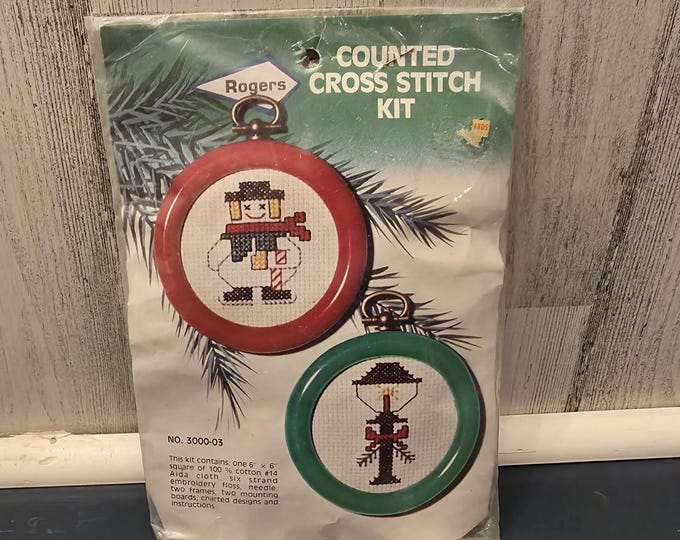 Rogers
COUNTED
CROSS STITCH
KIT
NO. 3000-03
This kit contains: one 6" × 6"
square of 100 % cotton #14
Aida cloth, six strand
embroidery floss, needle,
two frames, two mounting
boards, charted designs and
instructions